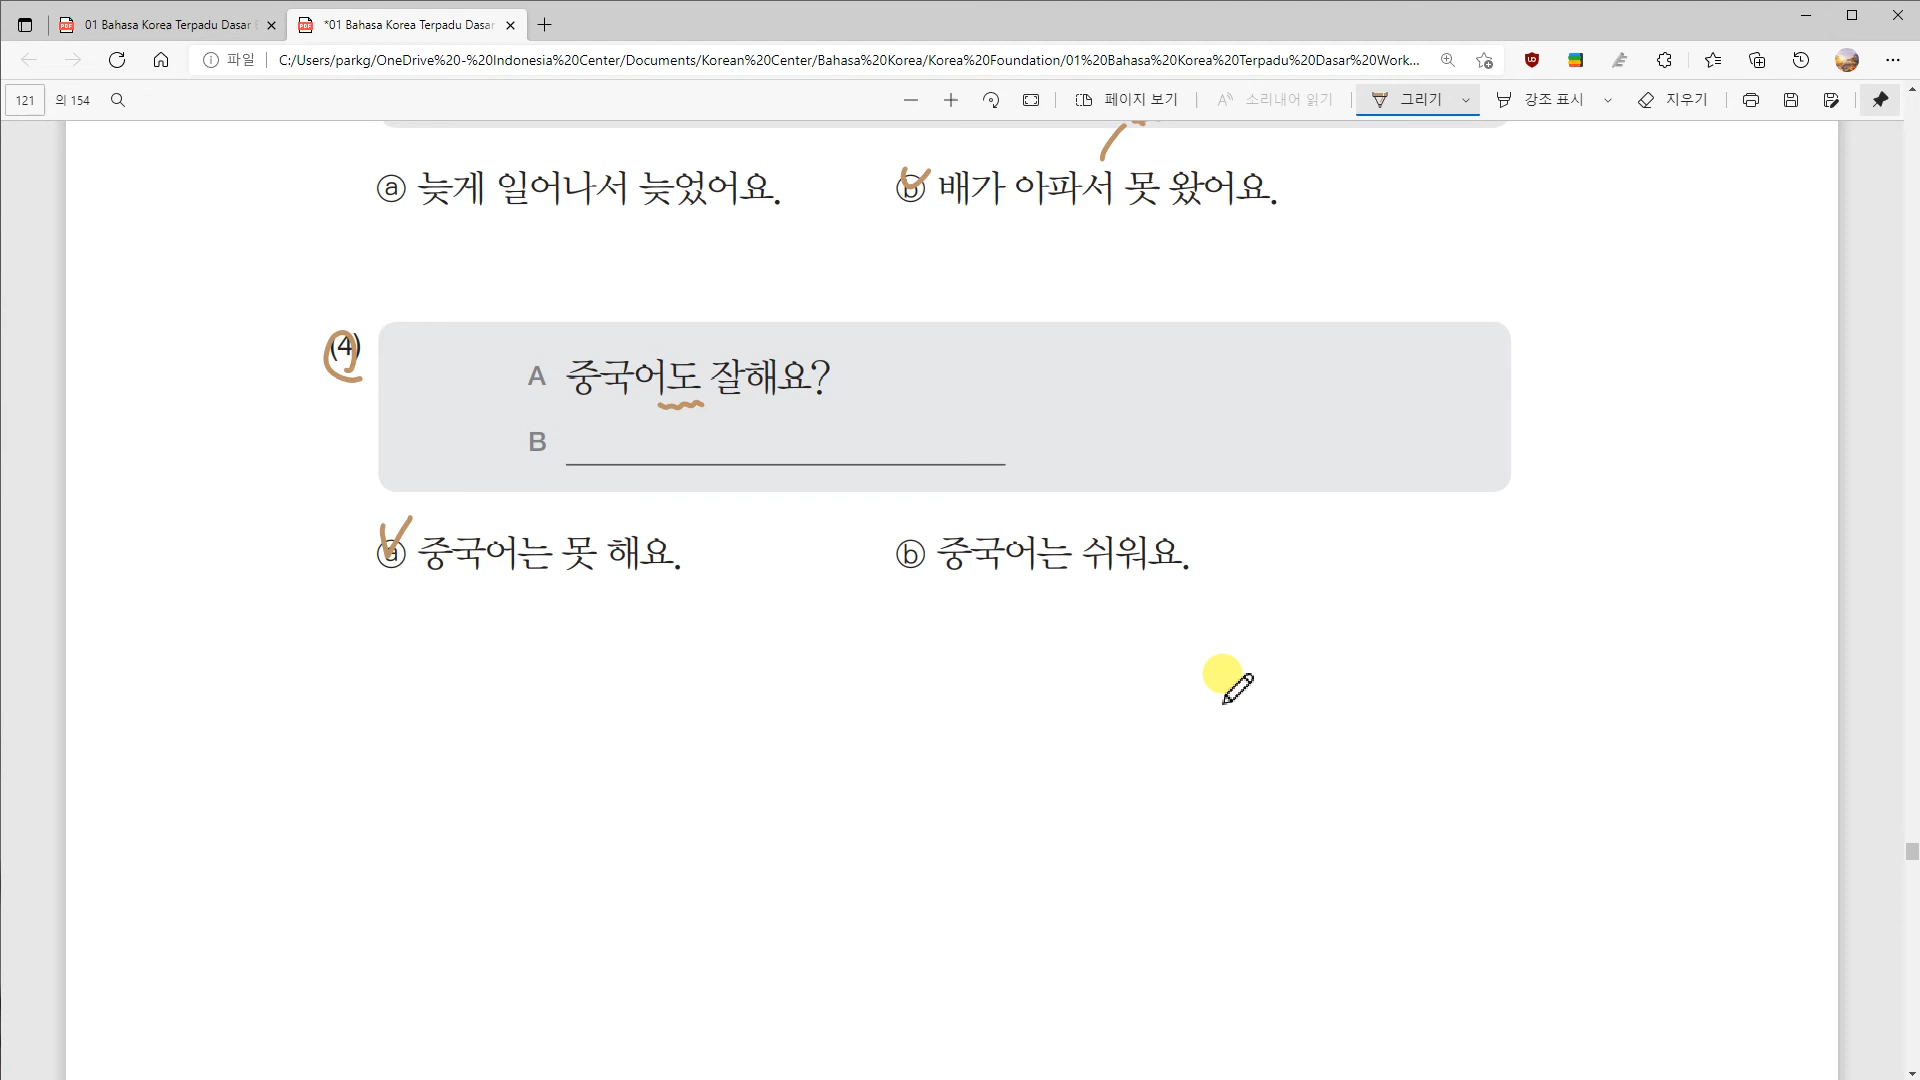 01 Bahasa Korea Terpadu Dasar
*01 Bahasa Korea Terpadu Dasar
파일
C:/Users/parkg/OneDrive%20-%20Indonesia%20Center/Documents/Korean%20Center/Bahasa%20Korea/Korea%20Foundation/01%20Bahasa%20Korea%20Terpadu%20Dasar%20Work...
121 의 154 페이지 보기 소리내어 읽기 그리기 강조 표시 지우기
ⓐ 늦게 일어나서 늦었어요. ⓑ 배가 아파서 못 왔어요.
(4)
A 중국어도 잘해요?
B
ⓐ 중국어는 못 해요. ⓑ 중국어는 쉬워요.